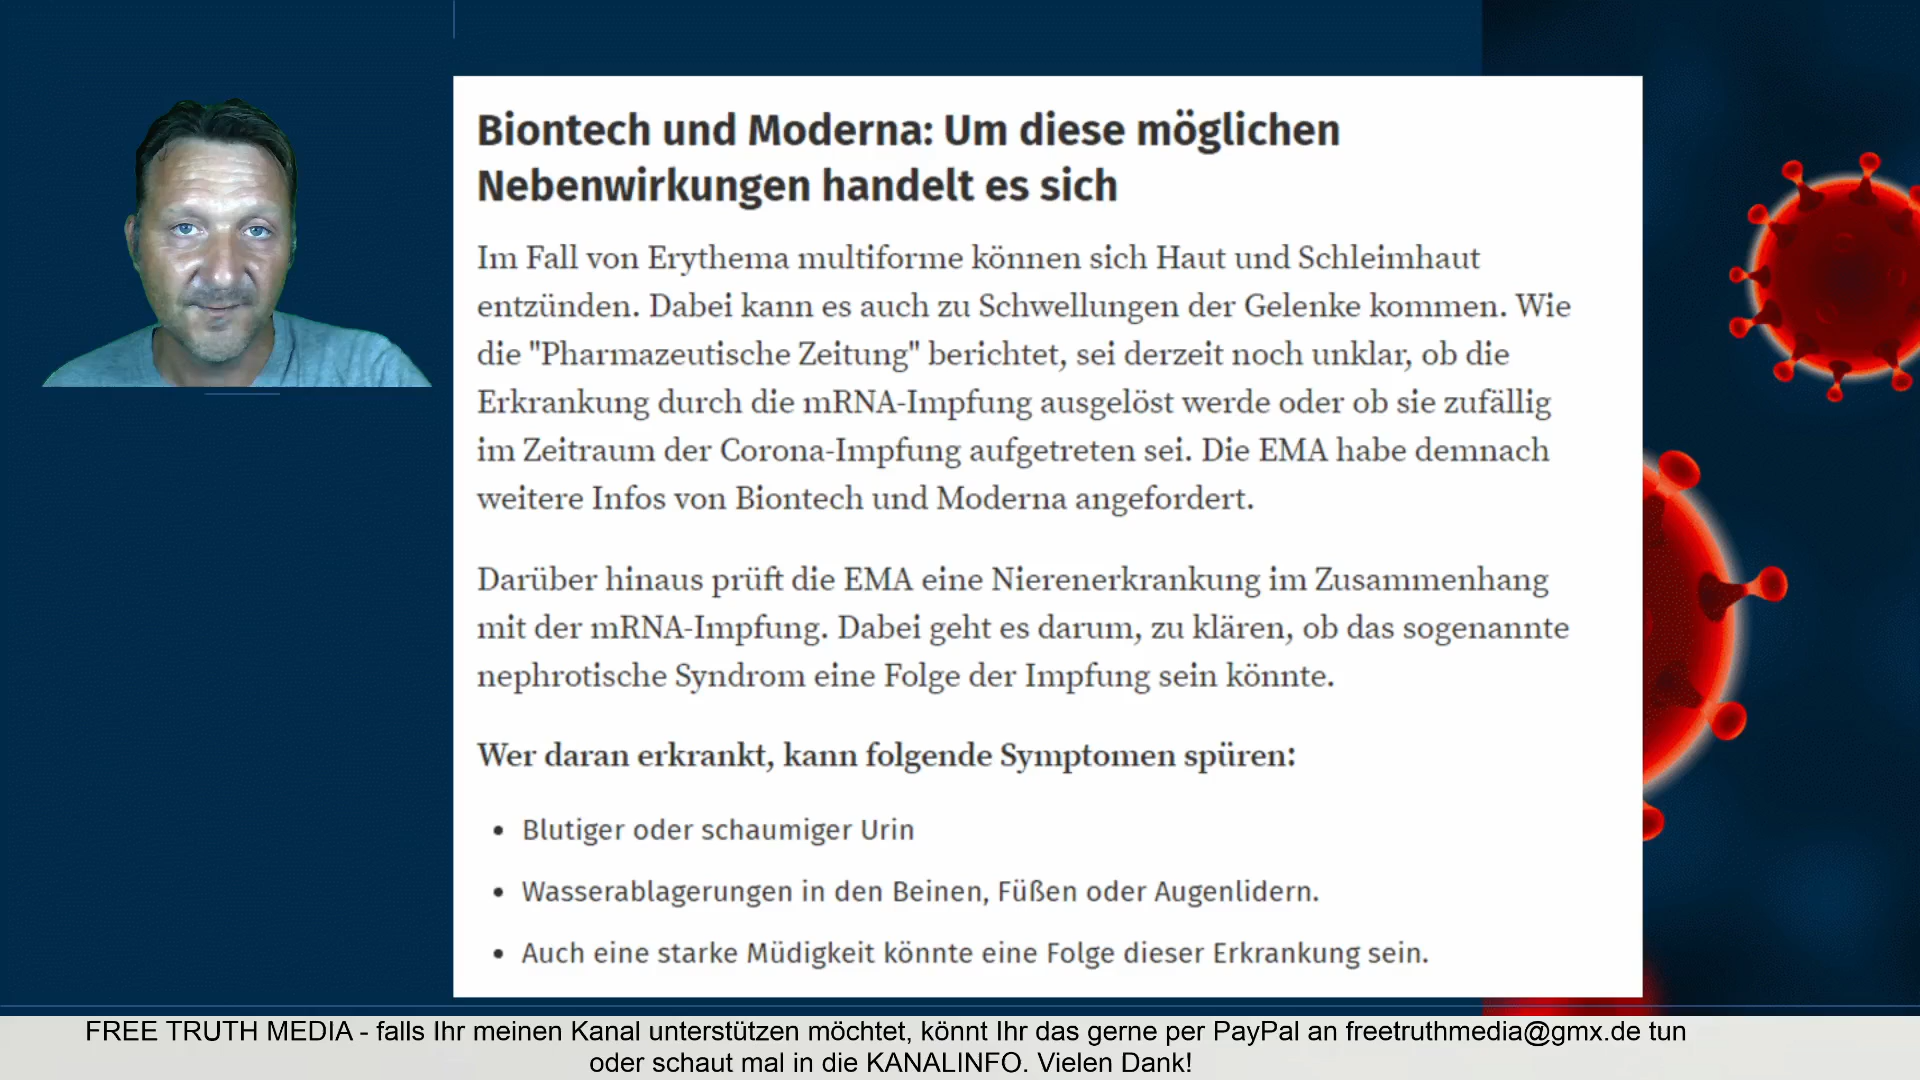 Biontech und Moderna: Um diese möglichen
Nebenwirkungen handelt es sich
Im Fall von Erythema multiforme können sich Haut und Schleimhaut
entzünden. Dabei kann es auch zu Schwellungen der Gelenke kommen. Wie
die "Pharmazeutische Zeitung" berichtet, sei derzeit noch unklar, ob die
Erkrankung durch die mRNA-Impfung ausgelöst werde oder ob sie zufällig
im Zeitraum der Corona-Impfung aufgetreten sei. Die EMA habe demnach
weitere Infos von Biontech und Moderna angefordert.
Darüber hinaus prüft die EMA eine Nierenerkrankung im Zusammenhang
mit der mRNA-Impfung. Dabei geht es darum, zu klären, ob das sogenannte
nephrotische Syndrom eine Folge der Impfung sein könnte.
Wer daran erkrankt, kann folgende Symptomen spüren:
• Blutiger oder schaumiger Urin
• Wasserablagerungen in den Beinen, Füßen oder Augenlidern.
• Auch eine starke Müdigkeit könnte eine Folge dieser Erkrankung sein.
FREE TRUTH MEDIA - falls Ihr meinen Kanal unterstützen möchtet, könnt Ihr das gerne per PayPal an freetruthmedia@gmx.de tun
oder schaut mal in die KANALINFO. Vielen Dank!